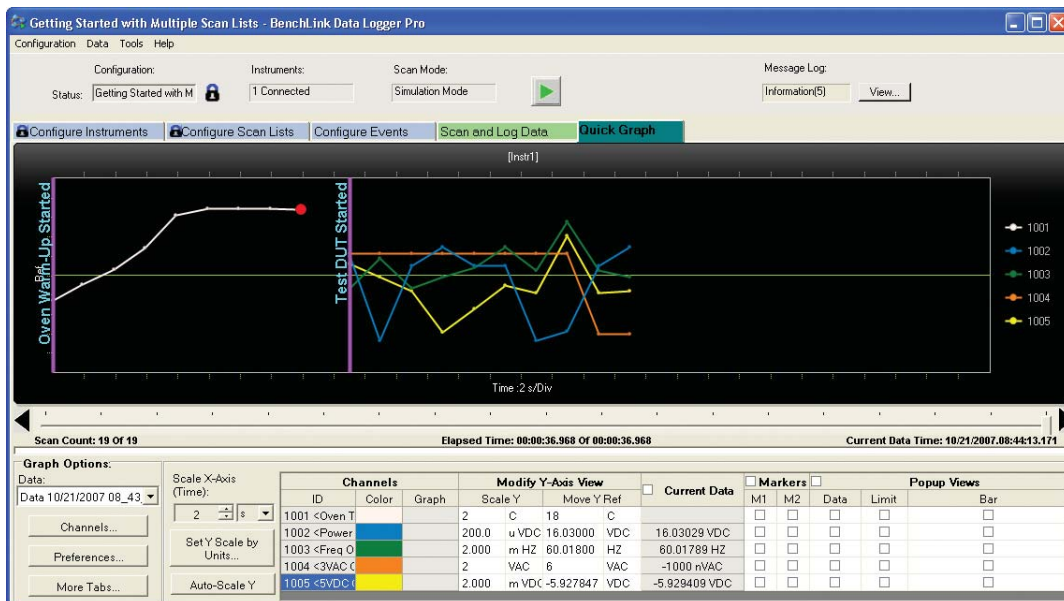 Getting Started with Multiple Scan Lists - BenchLink Data Logger Pro
Configuration Data Tools Help
Configuration: Instruments: Scan Mode: Message Log:
Status: Getting Started with M 1 Connected Simulation Mode Information(5) View...
Configure Instruments Configure Scan Lists Configure Events Scan and Log Data Quick Graph
[Instr1]
Oven Warm-Up Started
Ref
Test DUT Started
1001
1002
1003
1004
1005
Time :2 s/Div
Scan Count: 19 Of 19 Elapsed Time: 00:00:36.968 Of 00:00:36.968 Current Data Time: 10/21/2007.08:44:13.171
Graph Options:
Data:
Data 10/21/2007 08_43_
Channels...
Preferences...
More Tabs...
Scale X-Axis
(Time):
2 s
Set Y Scale by
Units...
Auto-Scale Y
Channels Modify Y-Axis View Current Data Markers Popup Views
ID Color Graph Scale Y Move Y Ref M1 M2 Data Limit Bar
1001 <Oven T 2 C 18 C
1002 <Power 200.0 u VDC 16.03000 VDC 16.03029 VDC
1003 <Freq O 2.000 m HZ 60.01800 HZ 60.01789 HZ
1004 <3VAC 2 VAC 6 VAC -1000 nVAC
1005 <5VDC 2.000 m VDC -5.927847 VDC -5.929409 VDC